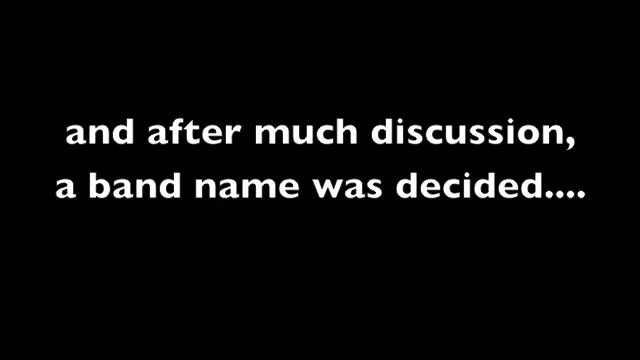 and after much discussion,
a band name was decided....